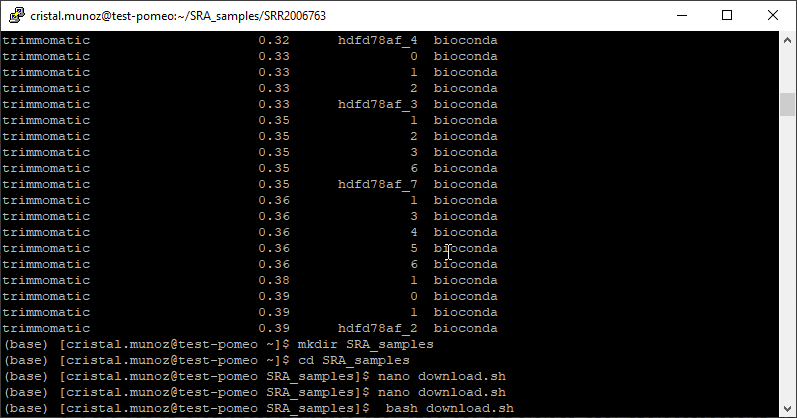 cristal.munoz@test-pomeo:~/SRA_samples/SRR2006763
trimmomatic 0.32 hdfd78af_4 bioconda
trimmomatic 0.33 0 bioconda
trimmomatic 0.33 1 bioconda
trimmomatic 0.33 2 bioconda
trimmomatic 0.33 hdfd78af_3 bioconda
trimmomatic 0.35 1 bioconda
trimmomatic 0.35 2 bioconda
trimmomatic 0.35 3 bioconda
trimmomatic 0.35 6 bioconda
trimmomatic 0.35 hdfd78af_7 bioconda
trimmomatic 0.36 1 bioconda
trimmomatic 0.36 3 bioconda
trimmomatic 0.36 4 bioconda
trimmomatic 0.36 5 bioconda
trimmomatic 0.36 6 bioconda
trimmomatic 0.38 1 bioconda
trimmomatic 0.39 0 bioconda
trimmomatic 0.39 1 bioconda
trimmomatic 0.39 hdfd78af_2 bioconda
(base) [cristal.munoz@test-pomeo ~]$ mkdir SRA_samples
(base) [cristal.munoz@test-pomeo ~]$ cd SRA_samples
(base) [cristal.munoz@test-pomeo SRA_samples]$ nano download.sh
(base) [cristal.munoz@test-pomeo SRA_samples]$ nano download.sh
(base) [cristal.munoz@test-pomeo SRA_samples]$  bash download.sh